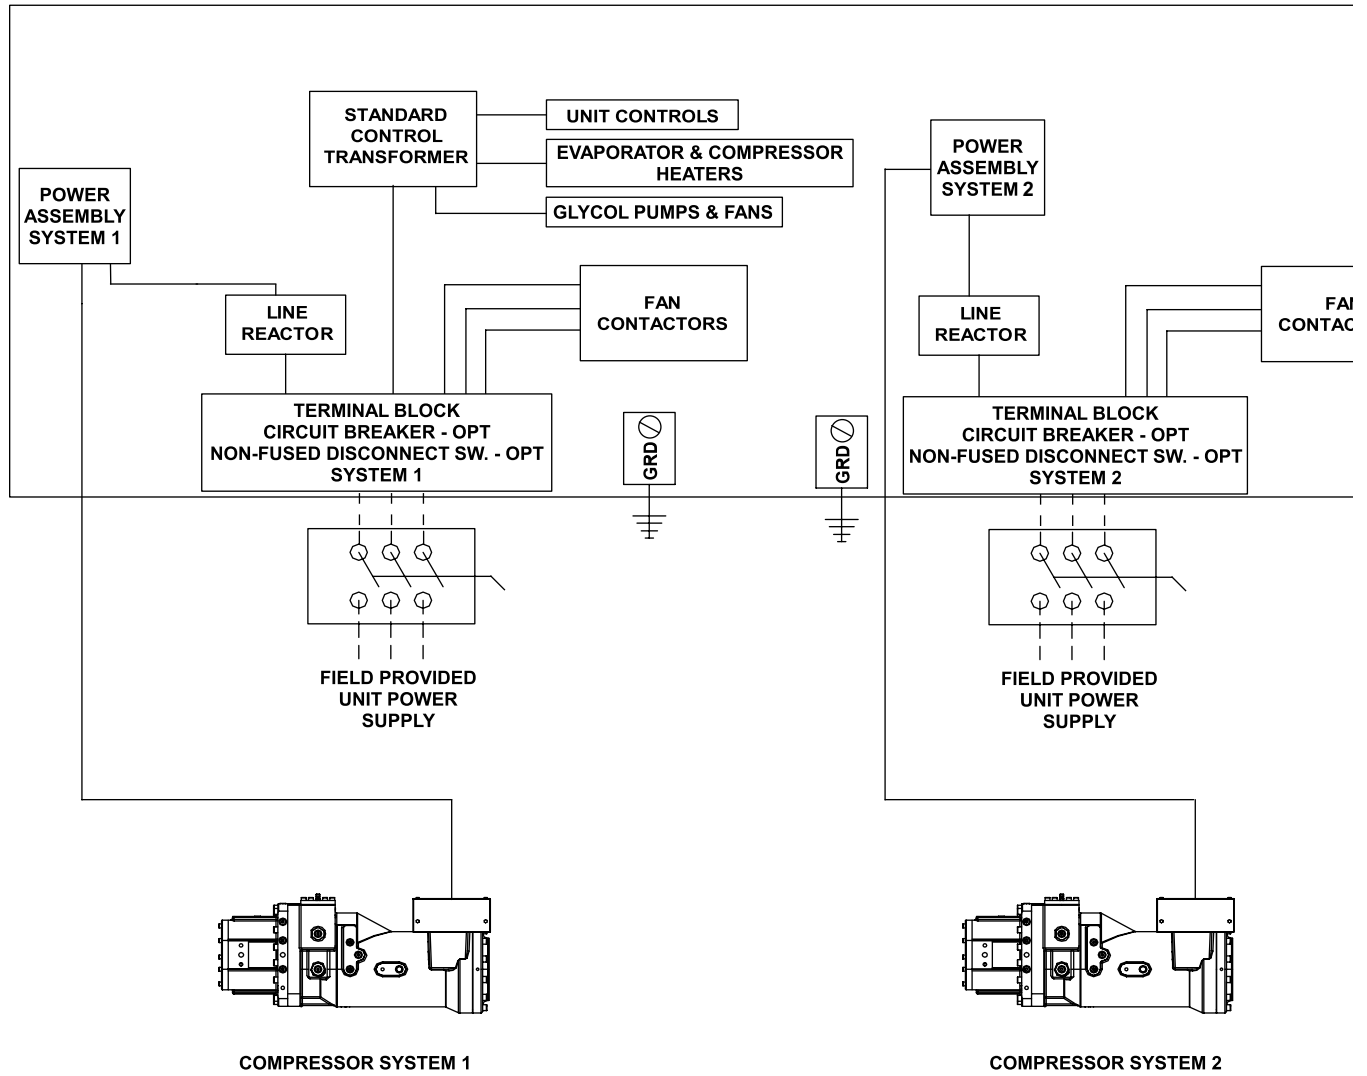 STANDARD
CONTROL
TRANSFORMER
UNIT CONTROLS
EVAPORATOR & COMPRESSOR
HEATERS
GLYCOL PUMPS & FANS
POWER
ASSEMBLY
SYSTEM 1
POWER
ASSEMBLY
SYSTEM 2
LINE
REACTOR
FAN
CONTACTORS
LINE
REACTOR
FAN
CONTAC
TERMINAL BLOCK
CIRCUIT BREAKER - OPT
NON-FUSED DISCONNECT SW. - OPT
SYSTEM 1
GRD
GRD
TERMINAL BLOCK
CIRCUIT BREAKER - OPT
NON-FUSED DISCONNECT SW. - OPT
SYSTEM 2
FIELD PROVIDED
UNIT POWER
SUPPLY
FIELD PROVIDED
UNIT POWER
SUPPLY
COMPRESSOR SYSTEM 1
COMPRESSOR SYSTEM 2